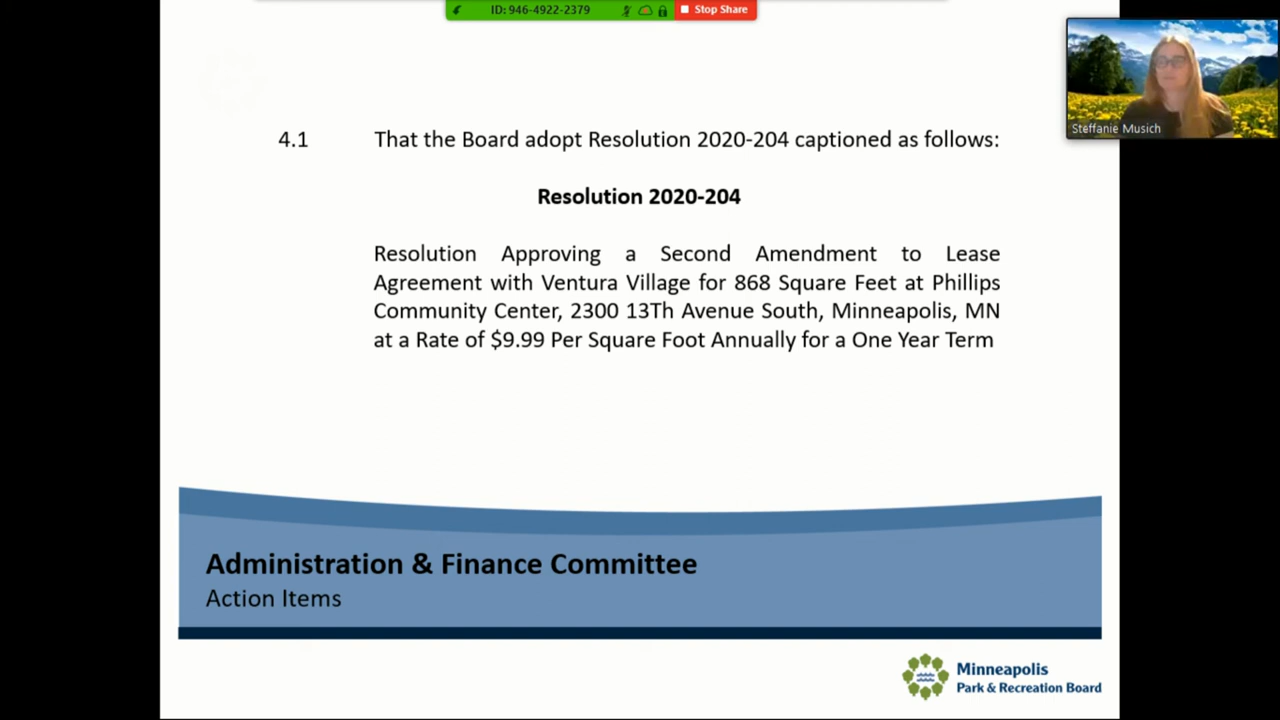 ID: 946-4922-2379
Stop Share
Steffanie Musich
4.1 That the Board adopt Resolution 2020-204 captioned as follows:
Resolution 2020-204
Resolution Approving a Second Amendment to Lease
Agreement with Ventura Village for 868 Square Feet at Phillips
Community Center, 2300 13Th Avenue South, Minneapolis, MN
at a Rate of $9.99 Per Square Foot Annually for a One Year Term
Administration & Finance Committee
Action Items
Minneapolis
Park & Recreation Board